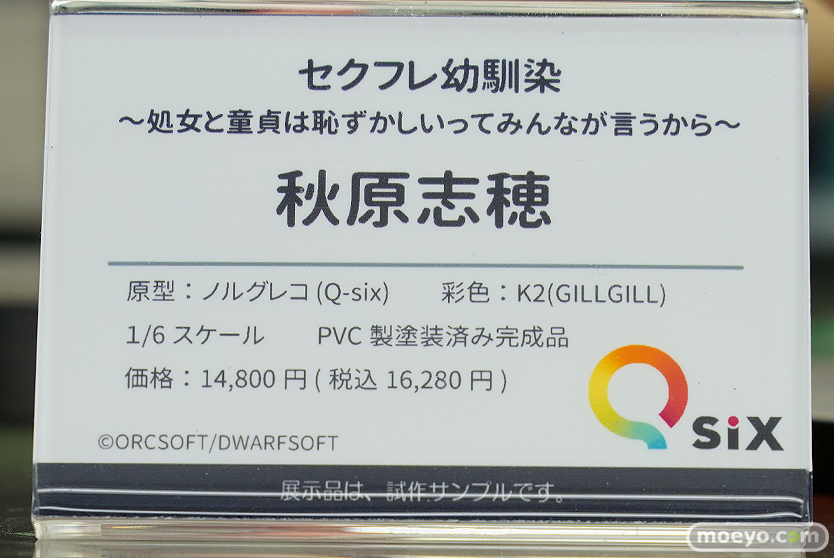 セクフレ幼馴染
〜処女と童貞は恥ずかしいってみんなが言うから〜
秋原志穂
原型：ノルグレコ(Q-six) 彩色：K2(GILLGILL)
1/6 スケール PVC 製塗装済み完成品
価格：14,800 円 ( 税込 16,280 円 )
Q SiX
©ORCSOFT/DWARFSOFT
展示品は、試作サンプルです。
moeyo.com